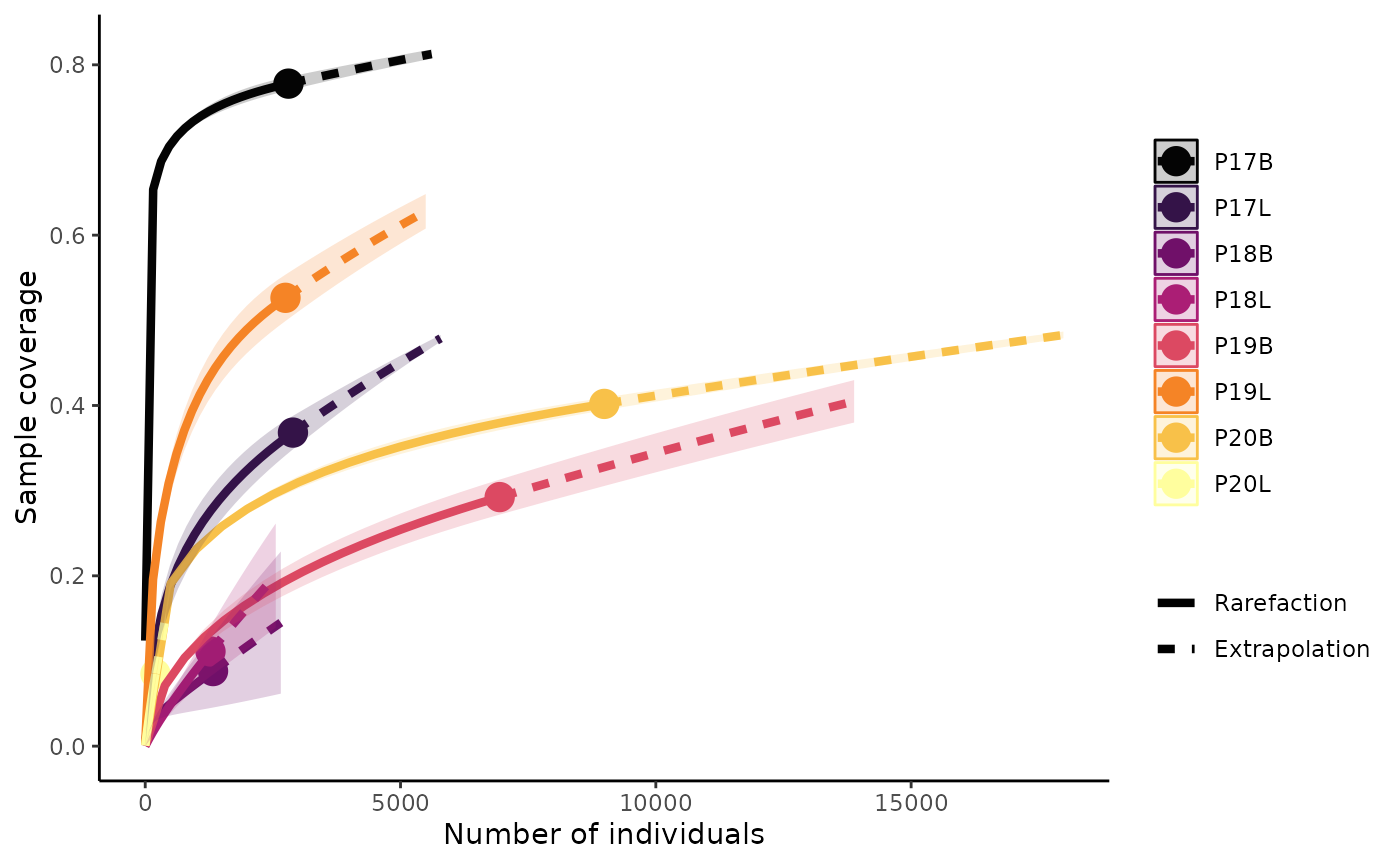 0.8
0.6
0.4
0.2
0.0
Sample coverage
0
5000
10000
15000
Number of individuals
P17B
P17L
P18B
P18L
P19B
P19L
P20B
P20L
Rarefaction
Extrapolation